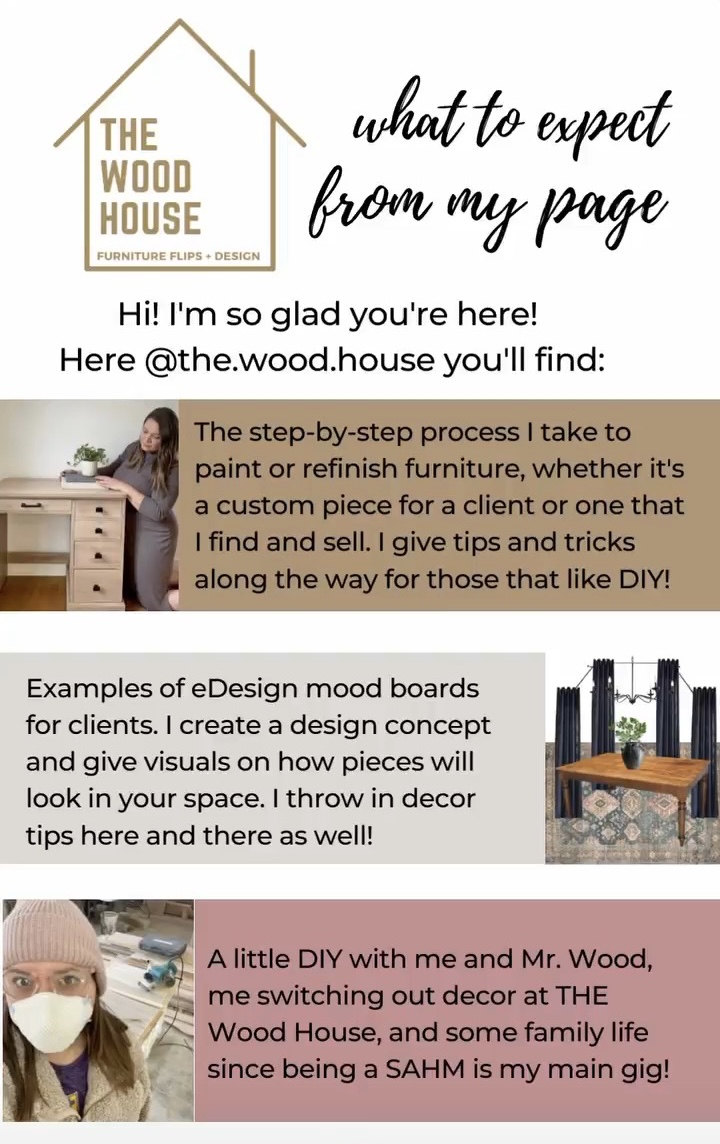 THE
WOOD
HOUSE
FURNITURE FLIPS + DESIGN
what to expect
from my page
Hi! I'm so glad you're here!
Here @the.wood.house you'll find:
The step-by-step process I take to
paint or refinish furniture, whether it's
a custom piece for a client or one that
I find and sell. I give tips and tricks
along the way for those that like DIY!
Examples of eDesign mood boards
for clients. I create a design concept
and give visuals on how pieces will
look in your space. I throw in decor
tips here and there as well!
A little DIY with me and Mr. Wood,
me switching out decor at THE
Wood House, and some family life
since being a SAHM is my main gig!